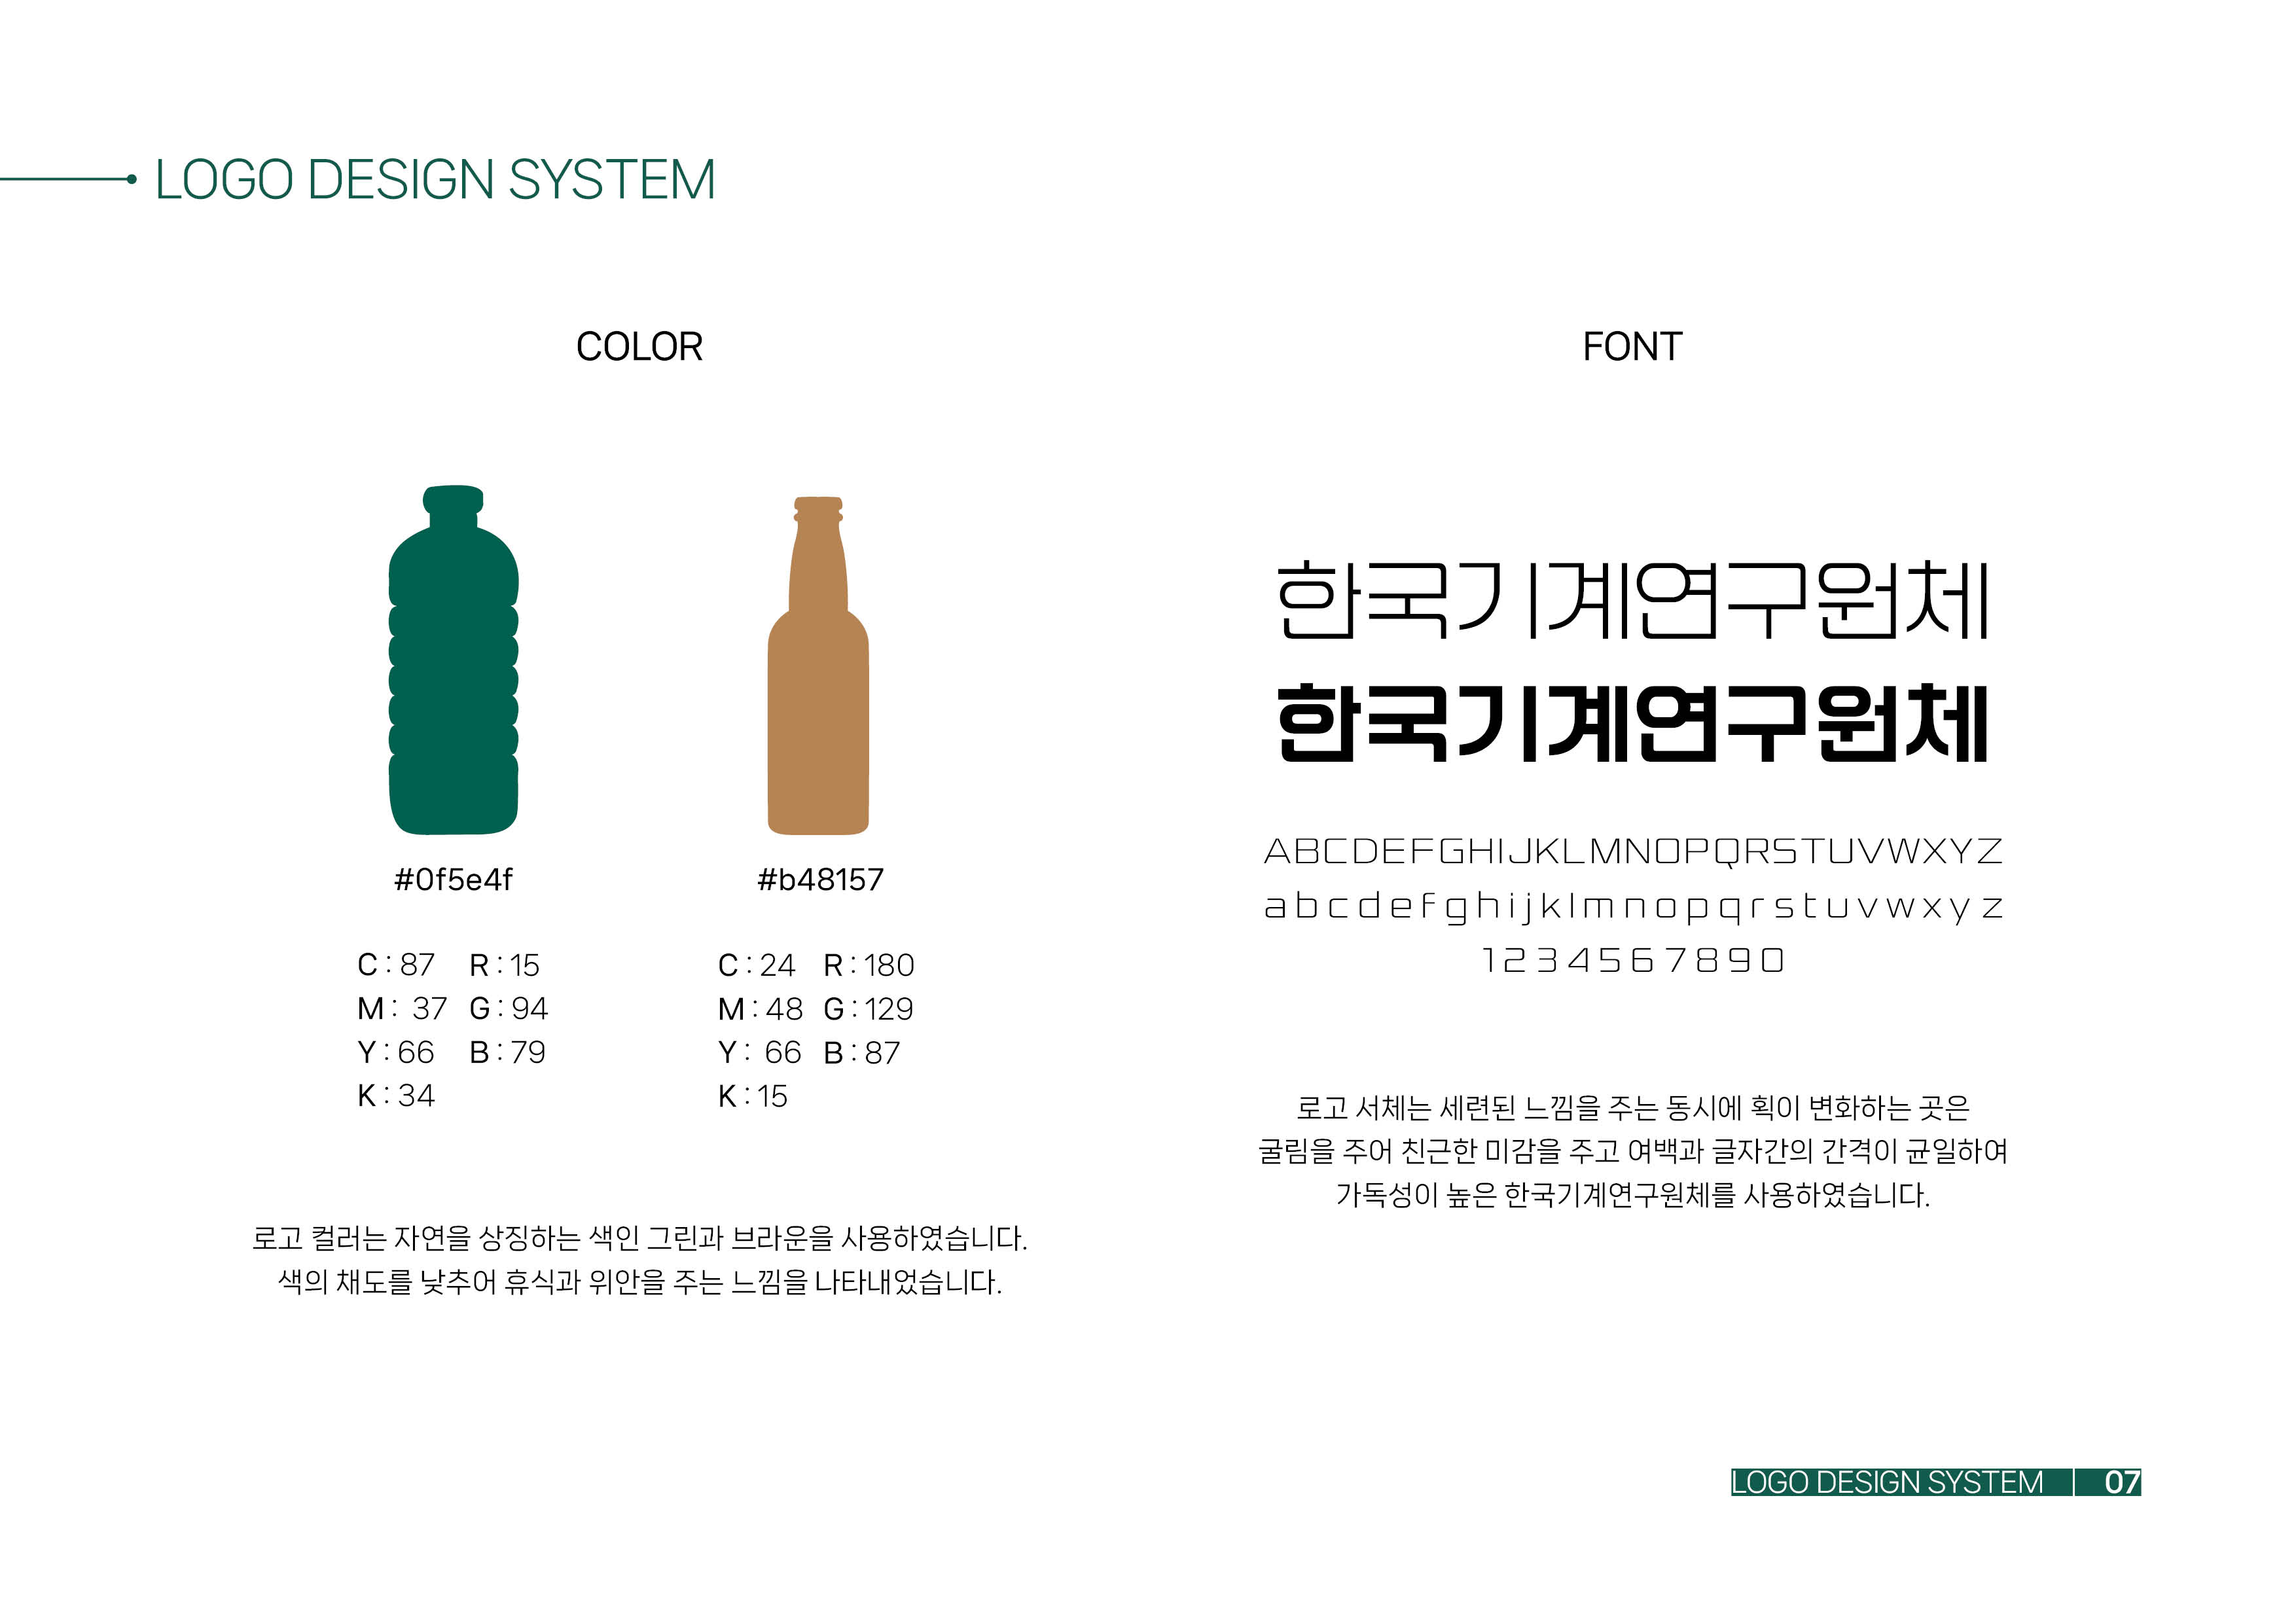 LOGO DESIGN SYSTEM
COLOR
#0f5e4f
C : 87 R : 15
M : 37 G : 94
Y : 66 B : 79
K : 34
#b48157
C : 24 R : 180
M : 48 G : 129
Y : 66 B : 87
K : 15
로고 컬러는 자연을 상징하는 색인 그린과 브라운을 사용하였습니다.
색의 채도를 낮추어 휴식과 위안을 주는 느낌을 나타내었습니다.
FONT
한국기계연구원체
한국기계연구원체
ABCDEFGHIJKLMNOPQRSTUVWXYZ
abcdefghijklmnopqrstuvwxyz
1234567890
로고 서체는 세련된 느낌을 주는 동시에 획이 변화하는 곳은
굴림을 주어 친근한 미감을 주고 여백과 글자간의 간격이 균일하여
가독성이 높은 한국기계연구원체를 사용하였습니다.
LOGO DESIGN SYSTEM | 07